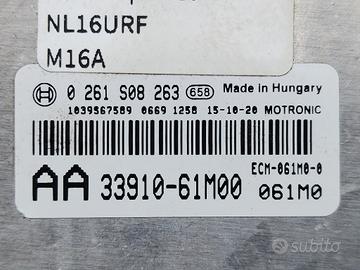 NL16URF
M16A
0 261 S08 263 658 Made in Hungary
1039S67589 0669 1258 15-10-20 MOTRONIC
ECM-061M0-0
AA 33910-61M00 061M0
subito